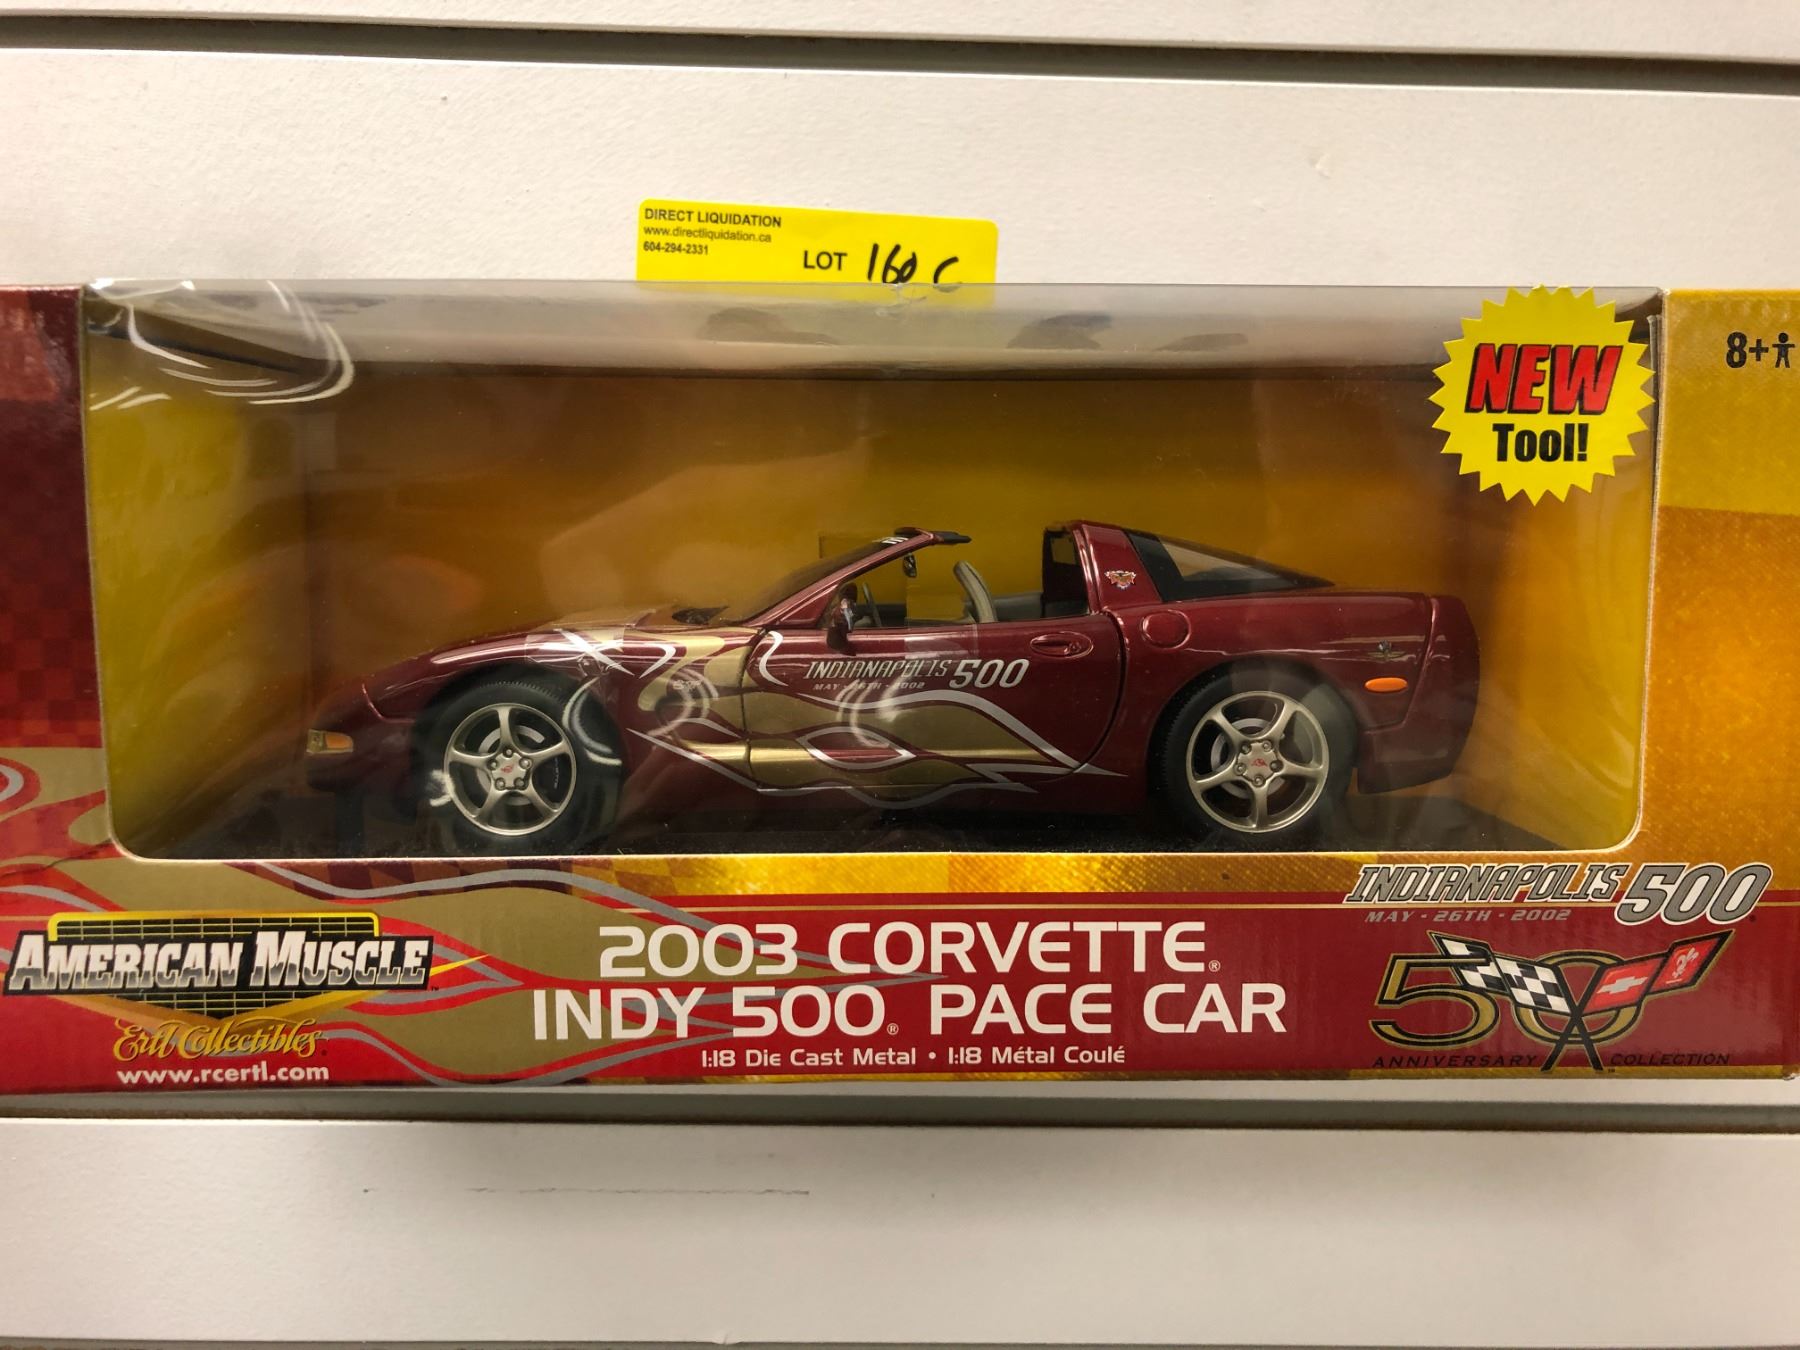 DIRECT LIQUIDATION
www.directliquidation.ca
604-294-2331
LOT 160 C
8+
NEW
Tool!
INDIANAPOLIS 500
MAY - 26TH - 2002
INDIANAPOLIS 500
MAY - 26TH - 2002
AMERICAN MUSCLE
Ertl Collectibles
www.rcertl.com
2003 CORVETTE®
INDY 500® PACE CAR
1:18 Die Cast Metal • 1:18 Métal Coulé
50
ANNIVERSARY COLLECTION